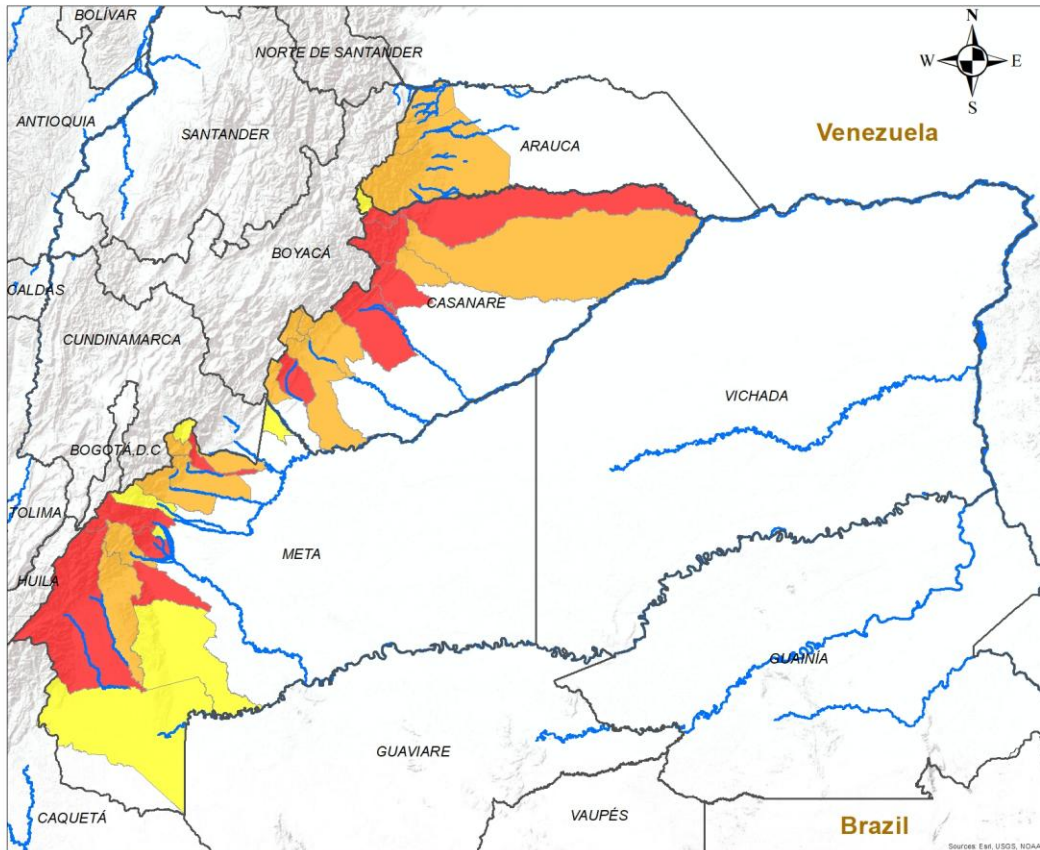 BOLÍVAR
N
NORTE DE SANTANDER
W
E
S
ANTIOQUIA
SANTANDER
ARAUCA
Venezuela
BOYACÁ
CALDAS
CASANARE
CUNDINAMARCA
VICHADA
BOGOTÁ,D.C
TOLIMA
META
HUILA
GUAINÍA
GUAVIARE
CAQUETÁ
VAUPÉS
Brazil
Sources: Esri, USGS, NOAA